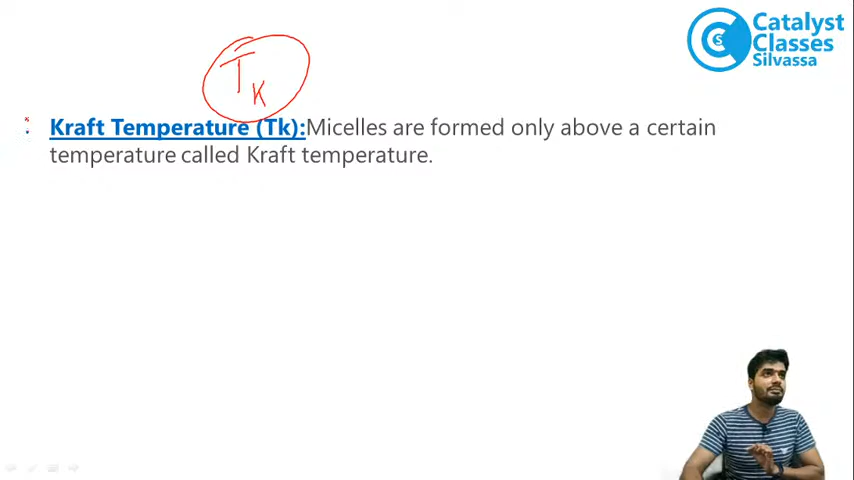 Catalyst
Classes
Silvassa
TK
Kraft Temperature (Tk):Micelles are formed only above a certain
temperature called Kraft temperature.